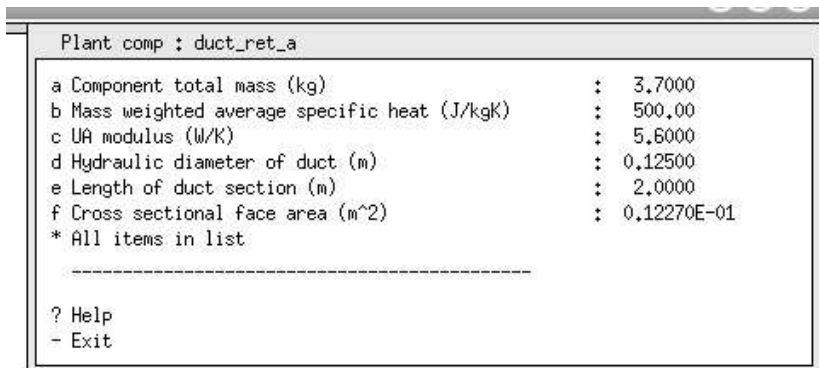 Plant comp : duct_ret_a
a Component total mass (kg) : 3.7000
b Mass weighted average specific heat (J/kgK) : 500.00
c UA modulus (W/K) : 5.6000
d Hydraulic diameter of duct (m) : 0.12500
e Length of duct section (m) : 2.0000
f Cross sectional face area (m^2) : 0.12270E-01
* All items in list
----------------------------------------------
? Help
- Exit